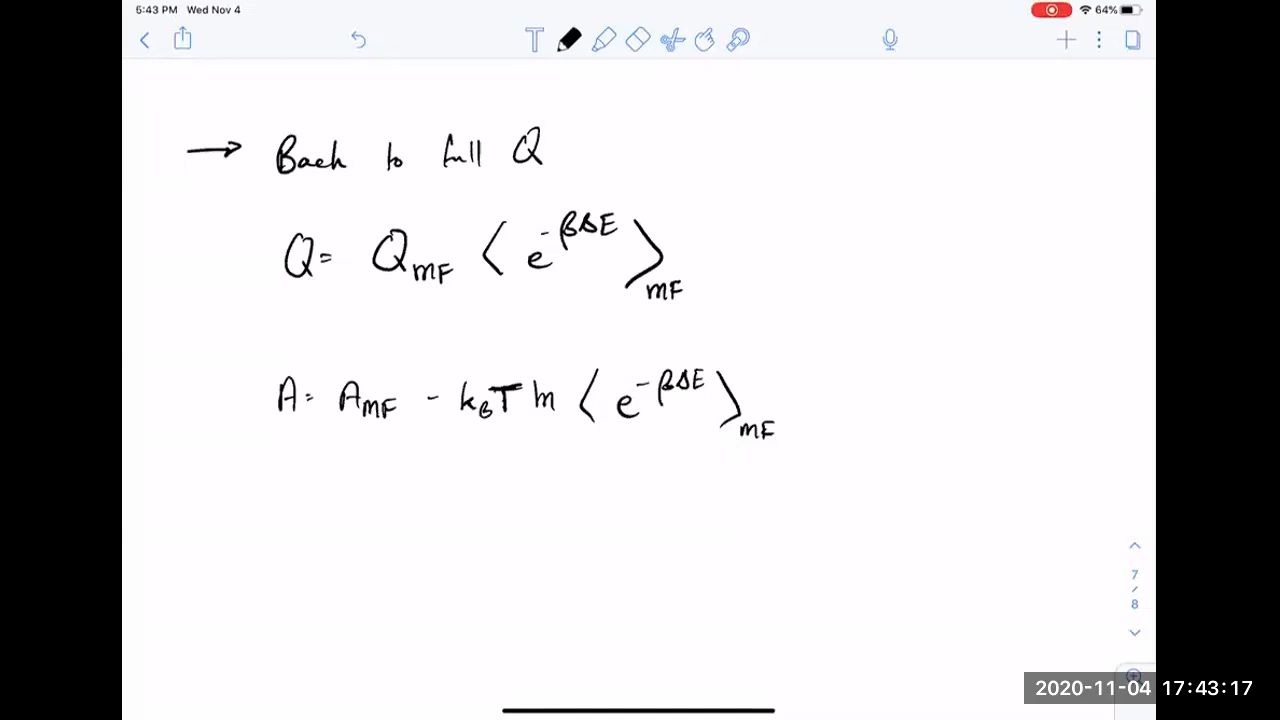 5:43 PM Wed Nov 4
64%
→ Back to full Q
Q = Q_MF ⟨e^{-βΔE}⟩_MF
A = A_MF - k_BT ln ⟨e^{-βΔE}⟩_MF
7
/
8
2020-11-04 17:43:17